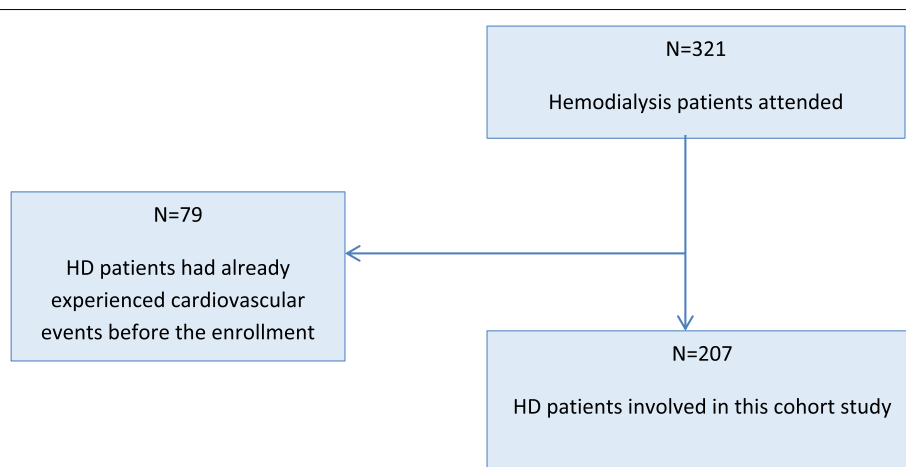 N=321
Hemodialysis patients attended
N=79
HD patients had already
experienced cardiovascular
events before the enrollment
N=207
HD patients involved in this cohort study